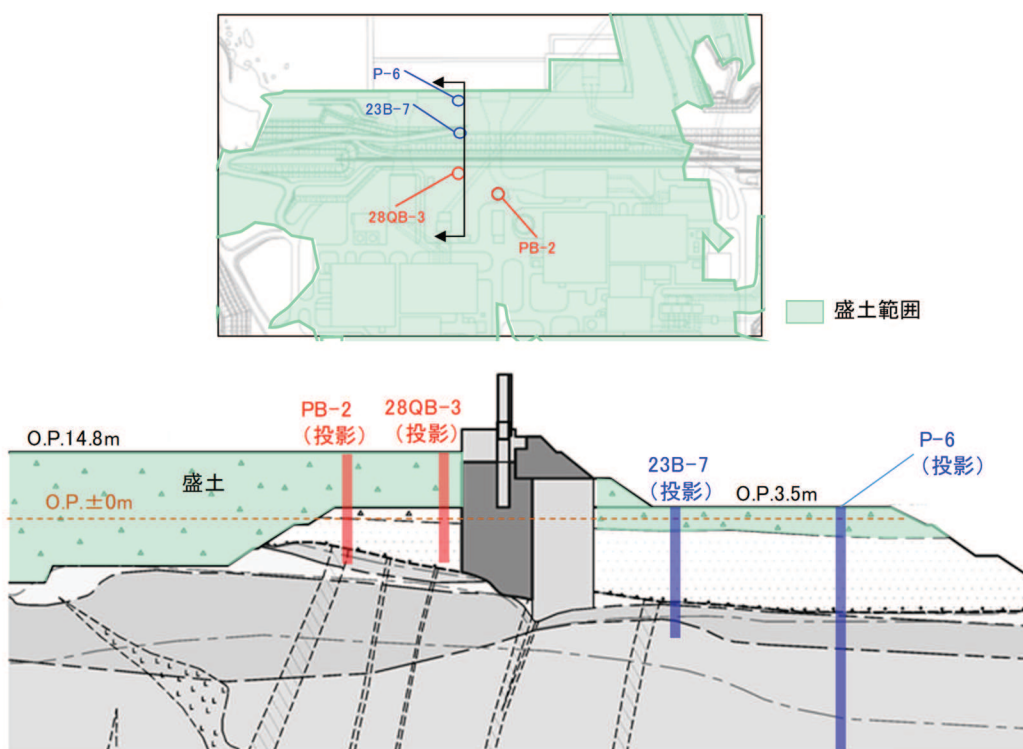 P-6
23B-7
28QB-3
PB-2
盛土範囲
PB-2
(投影)
28QB-3
(投影)
O.P.14.8m
盛土
O.P.±0m
23B-7
(投影)
P-6
(投影)
O.P.3.5m